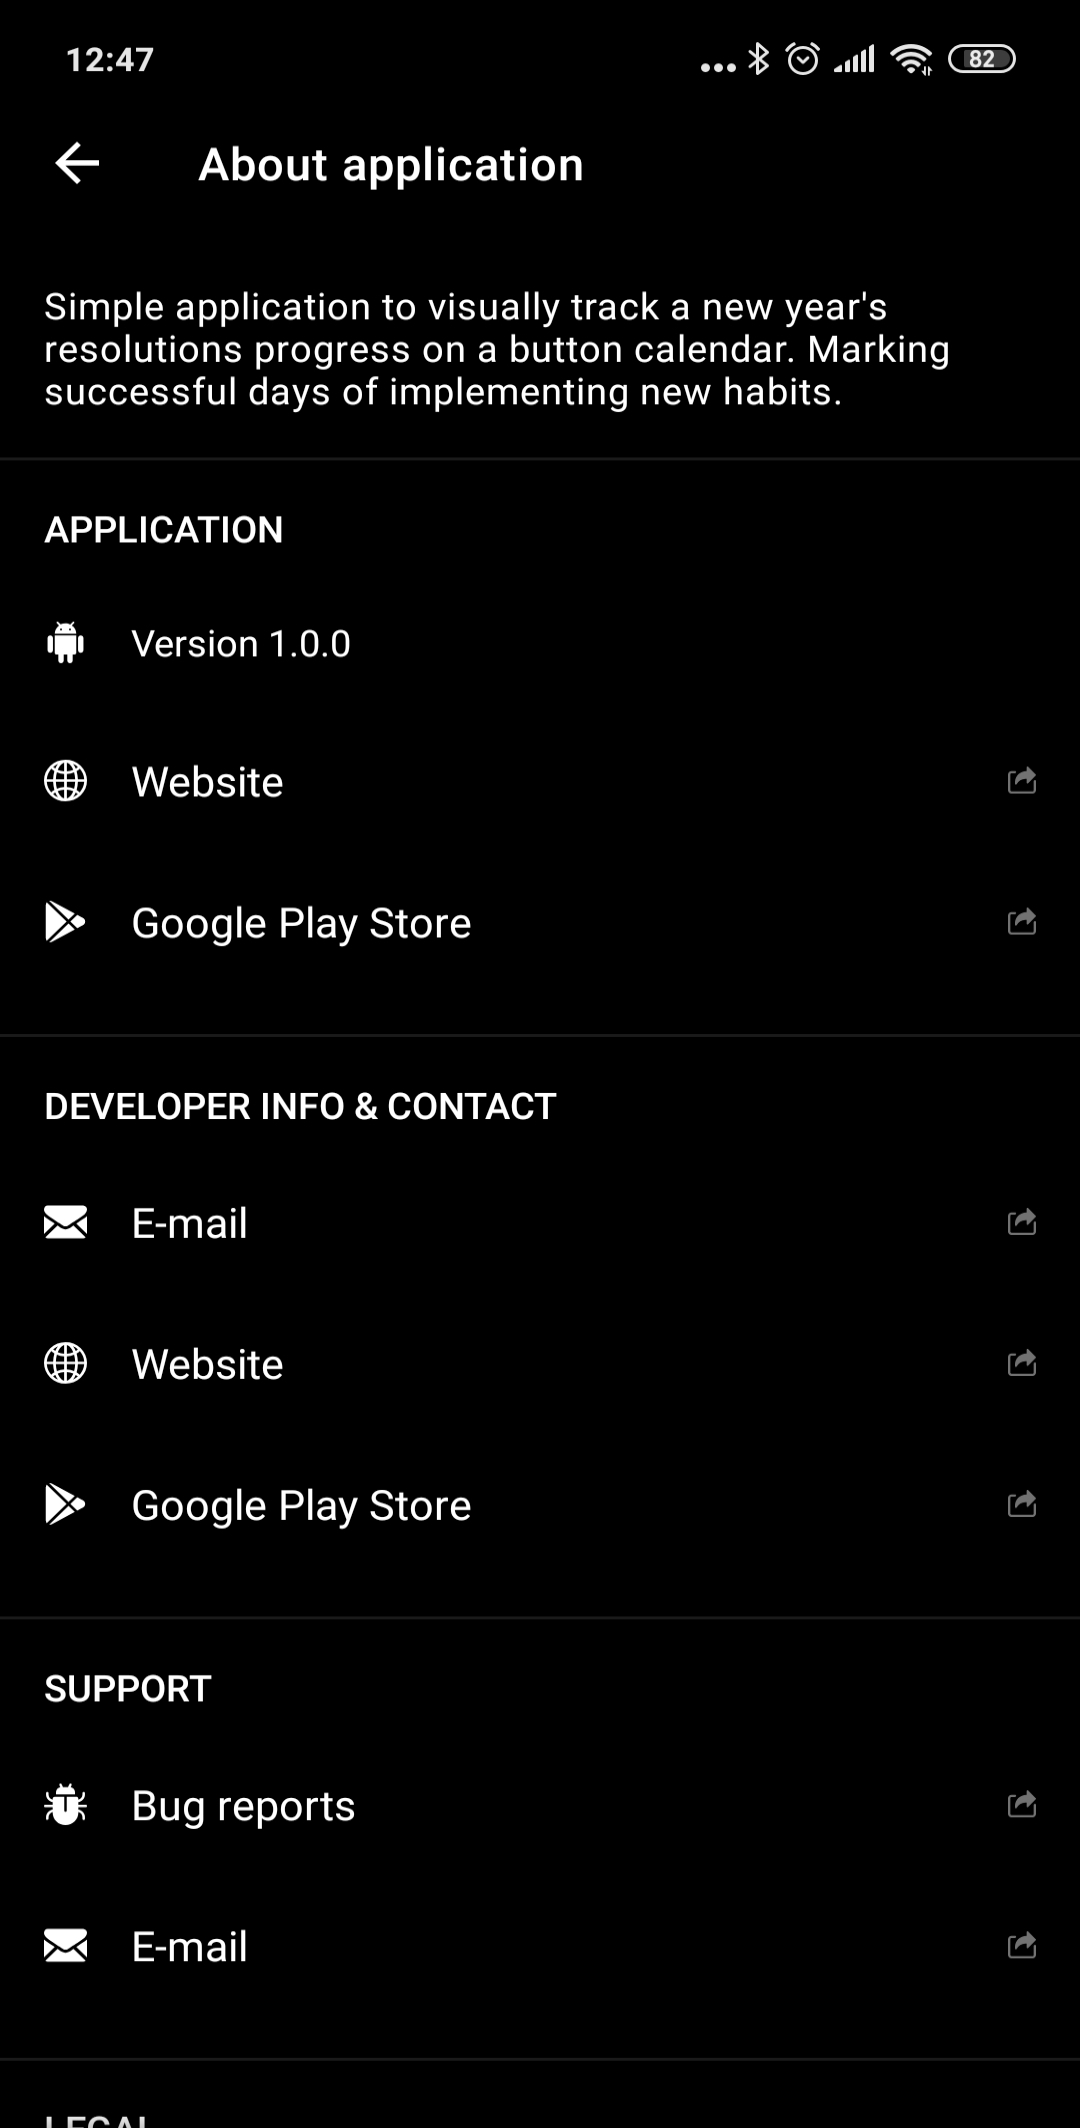 12:47
82
About application
Simple application to visually track a new year's
resolutions progress on a button calendar. Marking
successful days of implementing new habits.
APPLICATION
Version 1.0.0
Website
Google Play Store
DEVELOPER INFO & CONTACT
E-mail
Website
Google Play Store
SUPPORT
Bug reports
E-mail
LEGAL